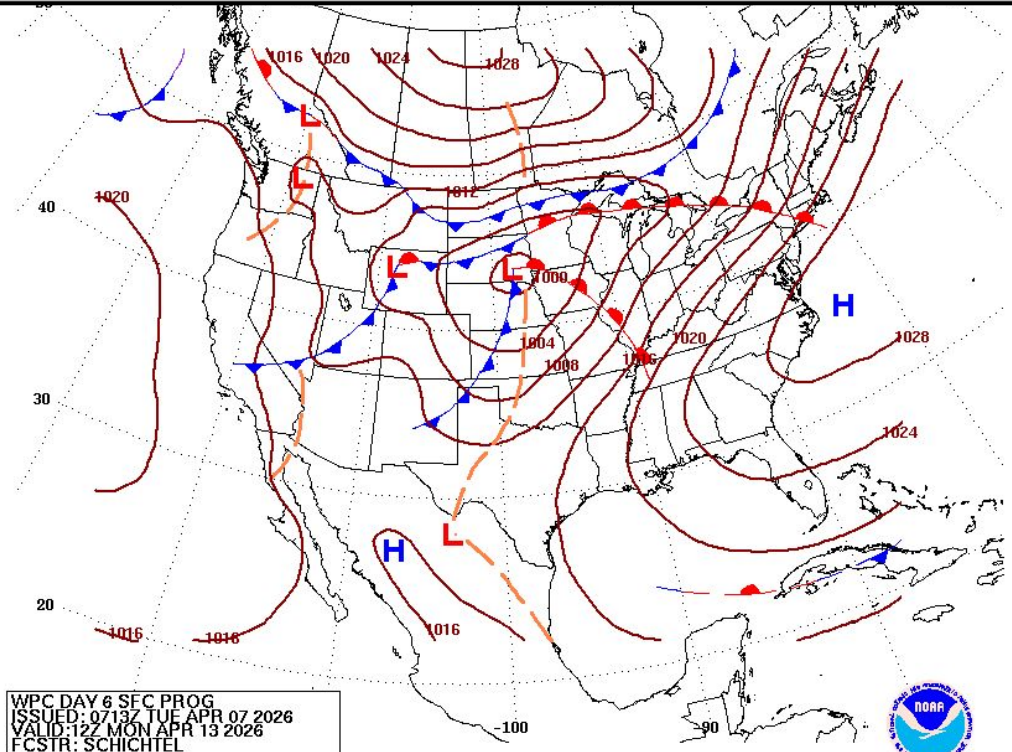 1016
1020
1024
1028
1020
40
1012
H
L
L
L
L
1000
1004
1020
1028
1016
1008
30
1024
L
H
20
1016
1016
1016
-100
-90
WPC DAY 6 SFC PROG
ISSUED: 0713Z TUE APR 07 2026
VALID:12Z MON APR 13 2026
FCSTR: SCHICHTEL
NOAA